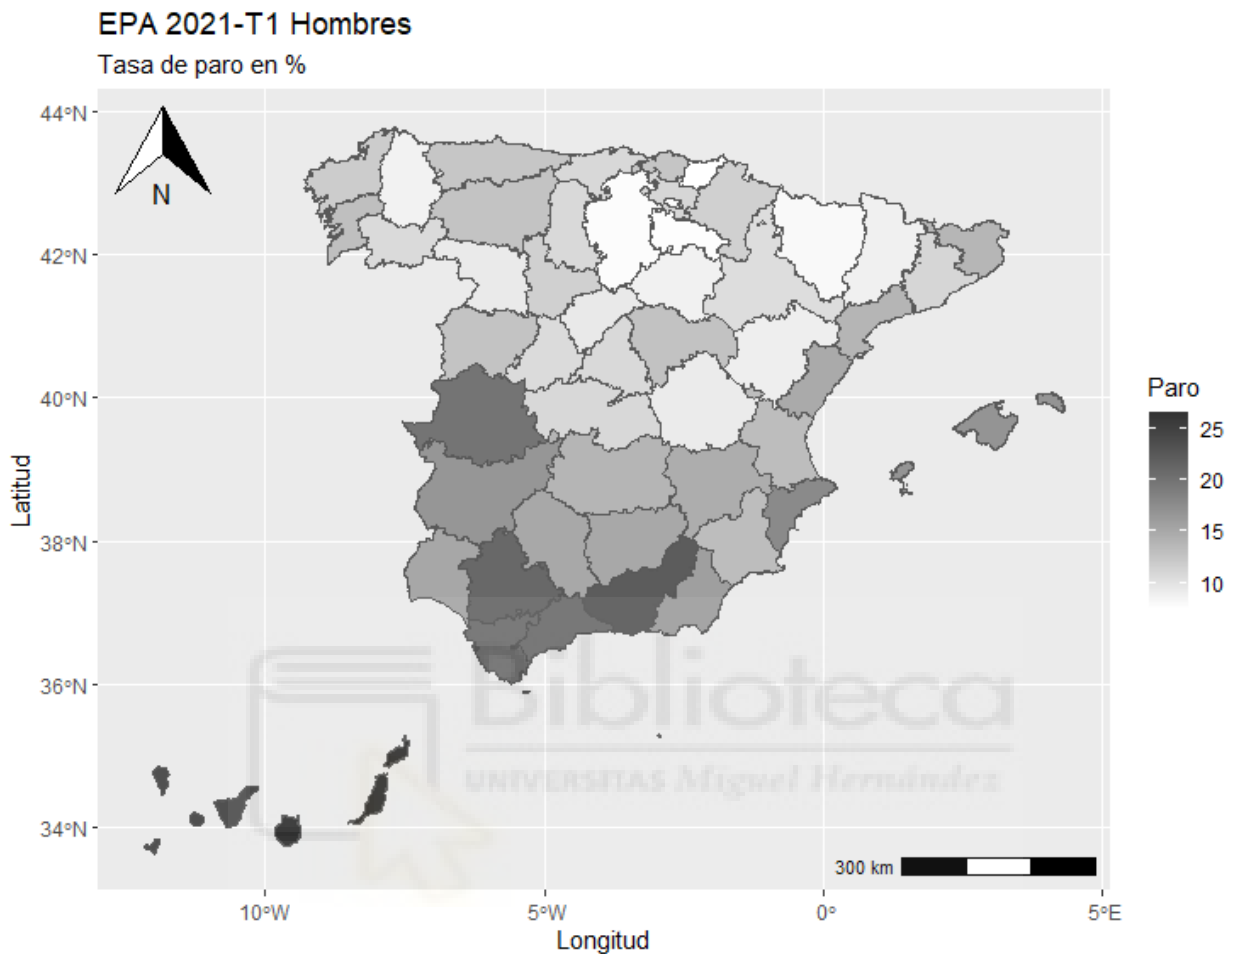 EPA 2021-T1 Hombres
Tasa de paro en %
44°N
42°N
40°N
38°N
36°N
34°N
Latitud
N
Biblioteca
UNIVERSITAS Miguel Hernández
300 km
10°W
5°W
0°
5°E
Longitud
Paro
25
20
15
10